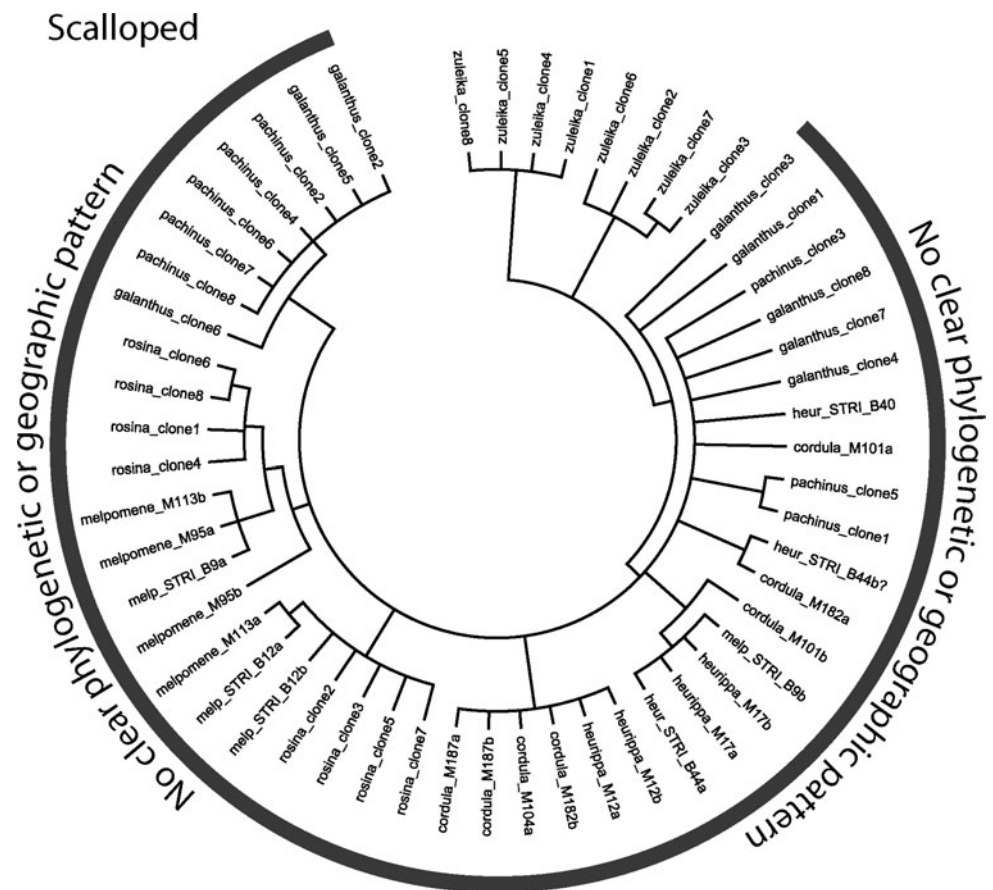 Scalloped
zuleika_clone8
zuleika_clone5
zuleika_clone4
zuleika_clone1
zuleika_clone6
zuleika_clone2
zuleika_clone7
zuleika_clone3
galanthus_clone3
galanthus_clone1
pachinus_clone3
galanthus_clone8
galanthus_clone7
galanthus_clone4
heur_STRI_B40
cordula_M101a
pachinus_clone5
pachinus_clone1
heur_STRI_B44b?
cordula_M182a
cordula_M101b
melp_STRI_B9b
heurippa_M17b
heurippa_M17a
heur_STRI_B44a
heurippa_M12b
heurippa_M12a
cordula_M182b
cordula_M104a
cordula_M187b
cordula_M187a
rosina_clone7
rosina_clone5
rosina_clone3
rosina_clone2
melp_STRI_B12b
melp_STRI_B12a
melpomene_M113a
melpomene_M95b
melp_STRI_B9a
melpomene_M95a
melpomene_M113b
rosina_clone4
rosina_clone1
rosina_clone8
rosina_clone6
galanthus_clone6
pachinus_clone8
pachinus_clone7
pachinus_clone6
pachinus_clone4
pachinus_clone2
galanthus_clone5
galanthus_clone2
No clear phylogenetic or geographic pattern
No clear phylogenetic or geographic pattern